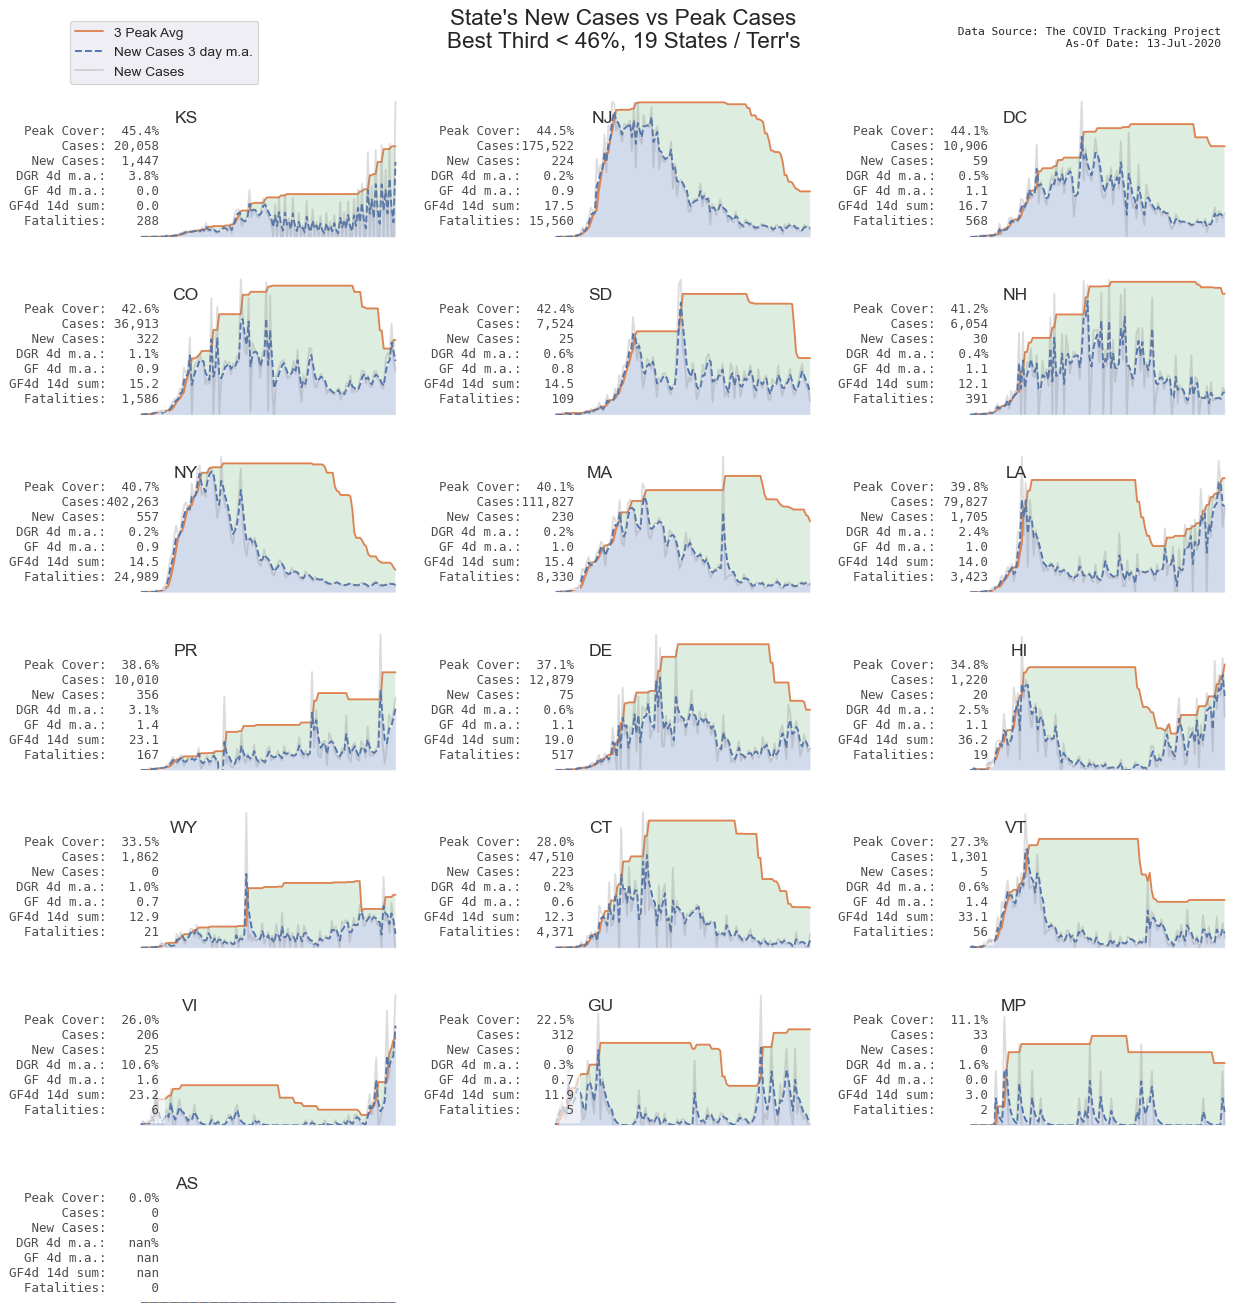 State's New Cases vs Peak Cases
Best Third < 46%, 19 States / Terr's
3 Peak Avg
New Cases 3 day m.a.
New Cases
Data Source: The COVID Tracking Project
As-Of Date: 13-Jul-2020
KS
Peak Cover: 45.4%
Cases: 20,058
New Cases: 1,447
DGR 4d m.a.: 3.8%
GF 4d m.a.: 0.0
GF4d 14d sum: 0.0
Fatalities: 288
NJ
Peak Cover: 44.5%
Cases:175,522
New Cases: 224
DGR 4d m.a.: 0.2%
GF 4d m.a.: 0.9
GF4d 14d sum: 17.5
Fatalities: 15,560
DC
Peak Cover: 44.1%
Cases: 10,906
New Cases: 59
DGR 4d m.a.: 0.5%
GF 4d m.a.: 1.1
GF4d 14d sum: 16.7
Fatalities: 568
CO
Peak Cover: 42.6%
Cases: 36,913
New Cases: 322
DGR 4d m.a.: 1.1%
GF 4d m.a.: 0.9
GF4d 14d sum: 15.2
Fatalities: 1,586
SD
Peak Cover: 42.4%
Cases: 7,524
New Cases: 25
DGR 4d m.a.: 0.6%
GF 4d m.a.: 0.8
GF4d 14d sum: 14.5
Fatalities: 109
NH
Peak Cover: 41.2%
Cases: 6,054
New Cases: 30
DGR 4d m.a.: 0.4%
GF 4d m.a.: 1.1
GF4d 14d sum: 12.1
Fatalities: 391
NY
Peak Cover: 40.7%
Cases:402,263
New Cases: 557
DGR 4d m.a.: 0.2%
GF 4d m.a.: 0.9
GF4d 14d sum: 14.5
Fatalities: 24,989
MA
Peak Cover: 40.1%
Cases:111,827
New Cases: 230
DGR 4d m.a.: 0.2%
GF 4d m.a.: 1.0
GF4d 14d sum: 15.4
Fatalities: 8,330
LA
Peak Cover: 39.8%
Cases: 79,827
New Cases: 1,705
DGR 4d m.a.: 2.4%
GF 4d m.a.: 1.0
GF4d 14d sum: 14.0
Fatalities: 3,423
PR
Peak Cover: 38.6%
Cases: 10,010
New Cases: 356
DGR 4d m.a.: 3.1%
GF 4d m.a.: 1.4
GF4d 14d sum: 23.1
Fatalities: 167
DE
Peak Cover: 37.1%
Cases: 12,879
New Cases: 75
DGR 4d m.a.: 0.6%
GF 4d m.a.: 1.1
GF4d 14d sum: 19.0
Fatalities: 517
HI
Peak Cover: 34.8%
Cases: 1,220
New Cases: 20
DGR 4d m.a.: 2.5%
GF 4d m.a.: 1.1
GF4d 14d sum: 36.2
Fatalities: 19
WY
Peak Cover: 33.5%
Cases: 1,862
New Cases: 0
DGR 4d m.a.: 1.0%
GF 4d m.a.: 0.7
GF4d 14d sum: 12.9
Fatalities: 21
CT
Peak Cover: 28.0%
Cases: 47,510
New Cases: 223
DGR 4d m.a.: 0.2%
GF 4d m.a.: 0.6
GF4d 14d sum: 12.3
Fatalities: 4,371
VT
Peak Cover: 27.3%
Cases: 1,301
New Cases: 5
DGR 4d m.a.: 0.6%
GF 4d m.a.: 1.4
GF4d 14d sum: 33.1
Fatalities: 56
VI
Peak Cover: 26.0%
Cases: 206
New Cases: 25
DGR 4d m.a.: 10.6%
GF 4d m.a.: 1.6
GF4d 14d sum: 23.2
Fatalities: 6
GU
Peak Cover: 22.5%
Cases: 312
New Cases: 0
DGR 4d m.a.: 0.3%
GF 4d m.a.: 0.7
GF4d 14d sum: 11.9
Fatalities: 5
MP
Peak Cover: 11.1%
Cases: 33
New Cases: 0
DGR 4d m.a.: 1.6%
GF 4d m.a.: 0.0
GF4d 14d sum: 3.0
Fatalities: 2
AS
Peak Cover: 0.0%
Cases: 0
New Cases: 0
DGR 4d m.a.: nan%
GF 4d m.a.: nan
GF4d 14d sum: nan
Fatalities: 0